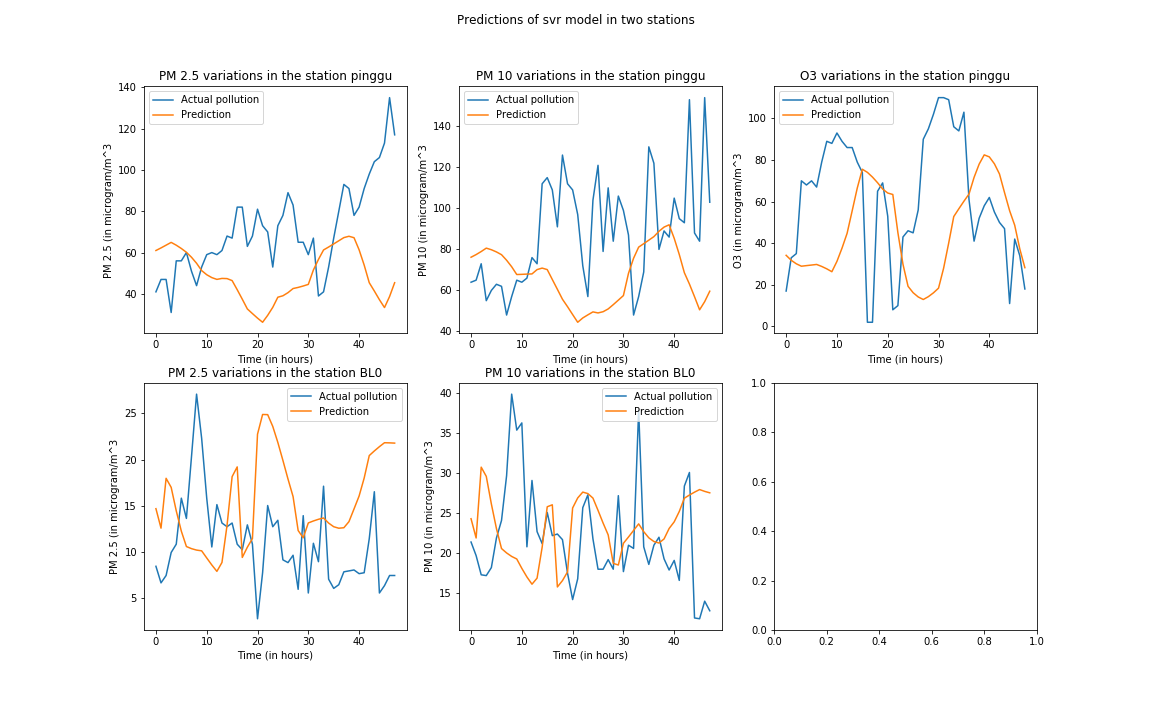 Predictions of svr model in two stations
PM 2.5 variations in the station pinggu
PM 2.5 (in microgram/m^3
140
120
100
80
60
40
Actual pollution
Prediction
0 10 20 30 40
Time (in hours)
PM 10 variations in the station pinggu
PM 10 (in microgram/m^3
140
120
100
80
60
40
Actual pollution
Prediction
0 10 20 30 40
Time (in hours)
O3 variations in the station pinggu
O3 (in microgram/m^3
100
80
60
40
20
0
Actual pollution
Prediction
0 10 20 30 40
Time (in hours)
PM 2.5 variations in the station BL0
PM 2.5 (in microgram/m^3
25
20
15
10
5
Actual pollution
Prediction
0 10 20 30 40
Time (in hours)
PM 10 variations in the station BL0
PM 10 (in microgram/m^3
40
35
30
25
20
15
Actual pollution
Prediction
0 10 20 30 40
Time (in hours)
1.0
0.8
0.6
0.4
0.2
0.0
0.0 0.2 0.4 0.6 0.8 1.0